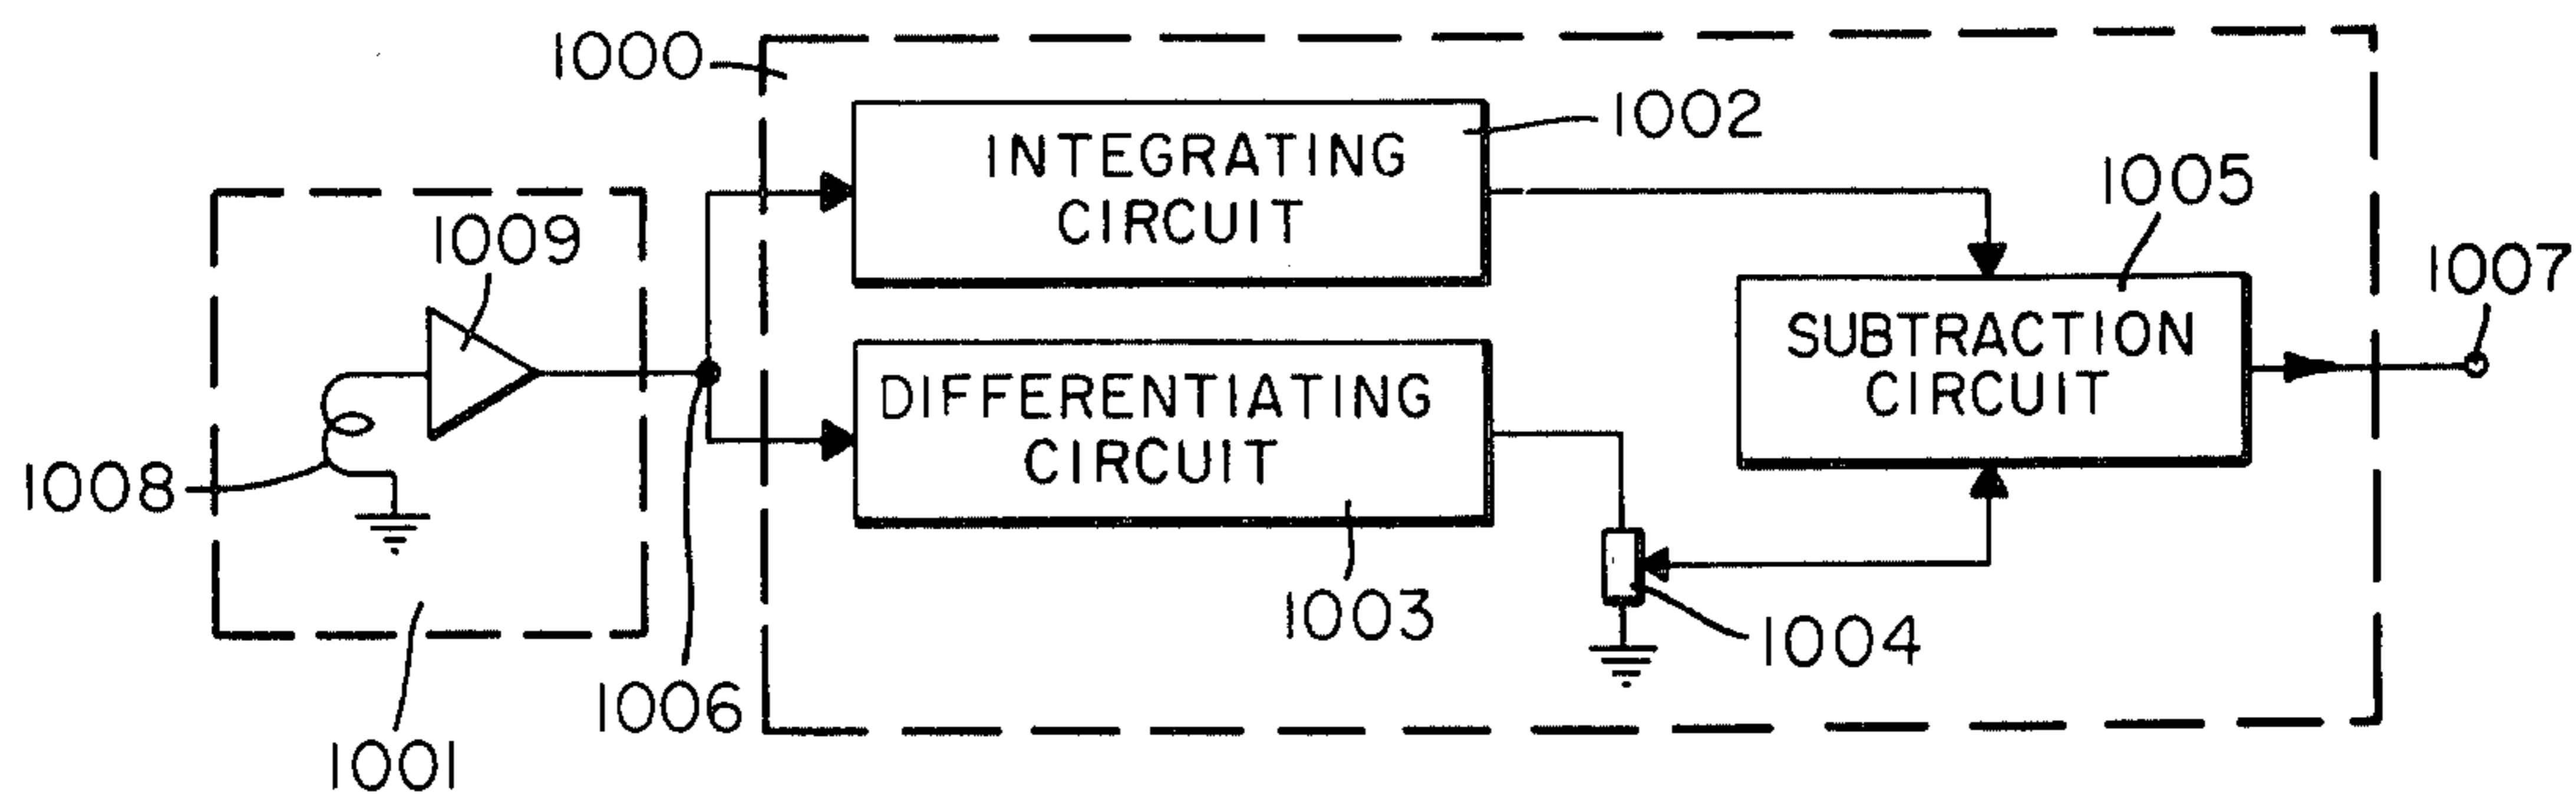 1000
INTEGRATING
CIRCUIT
1002
1009
1005
1007
SUBTRACTION
CIRCUIT
DIFFERENTIATING
CIRCUIT
1008
1003
1004
1006
1001